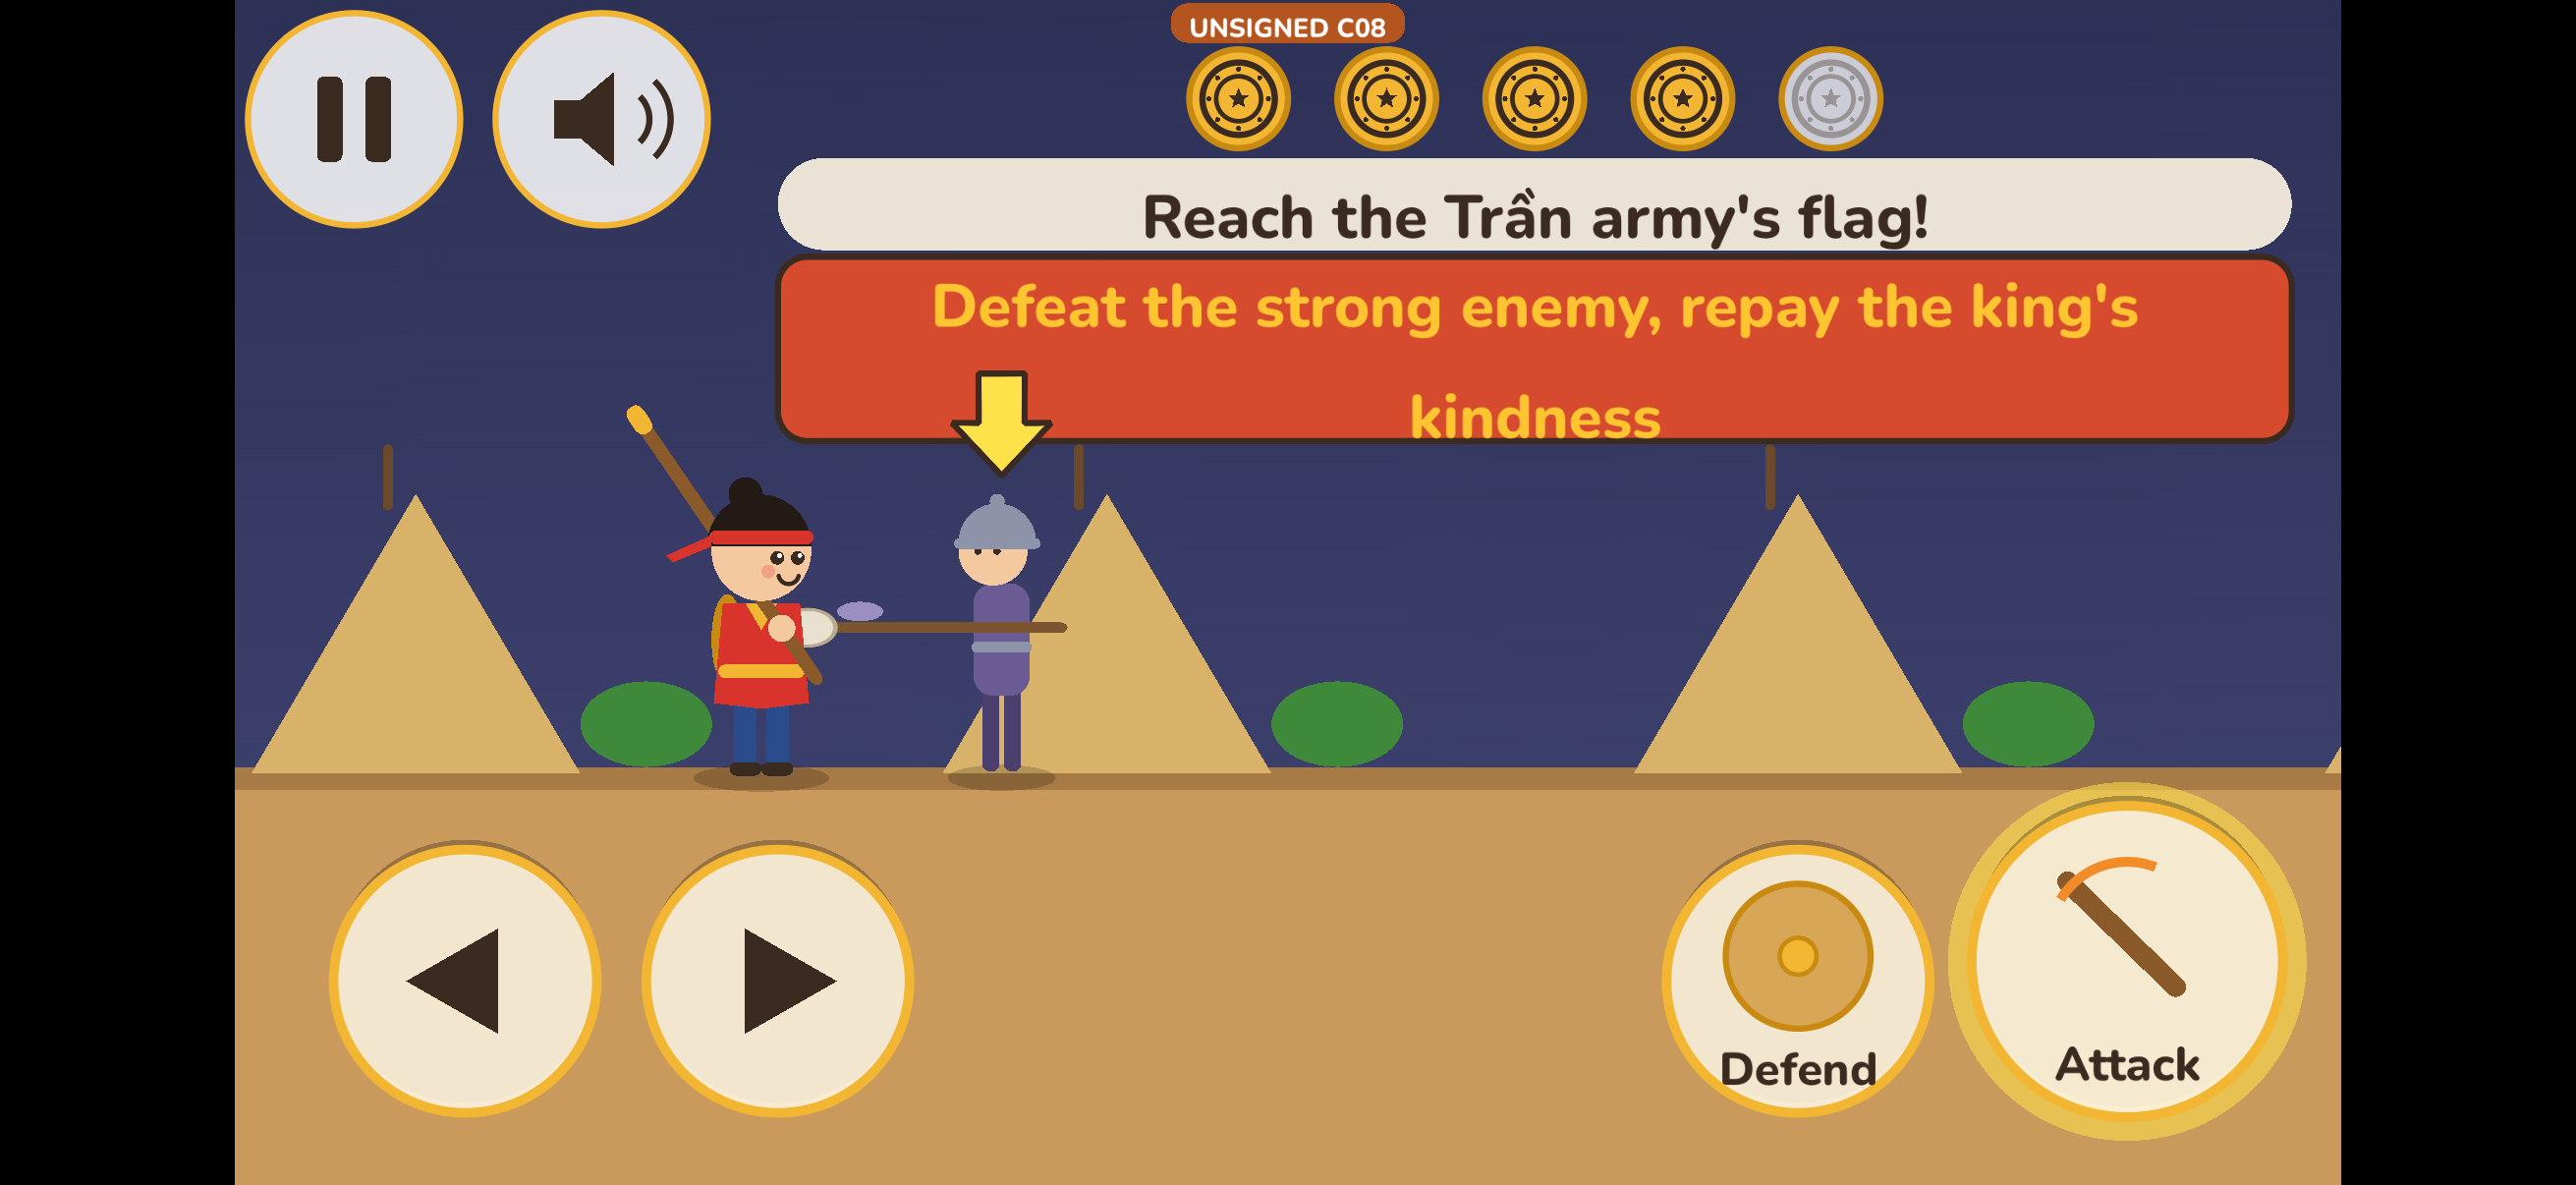 UNSIGNED C08
Reach the Trần army's flag!
Defeat the strong enemy, repay the king's
kindness
Defend
Attack